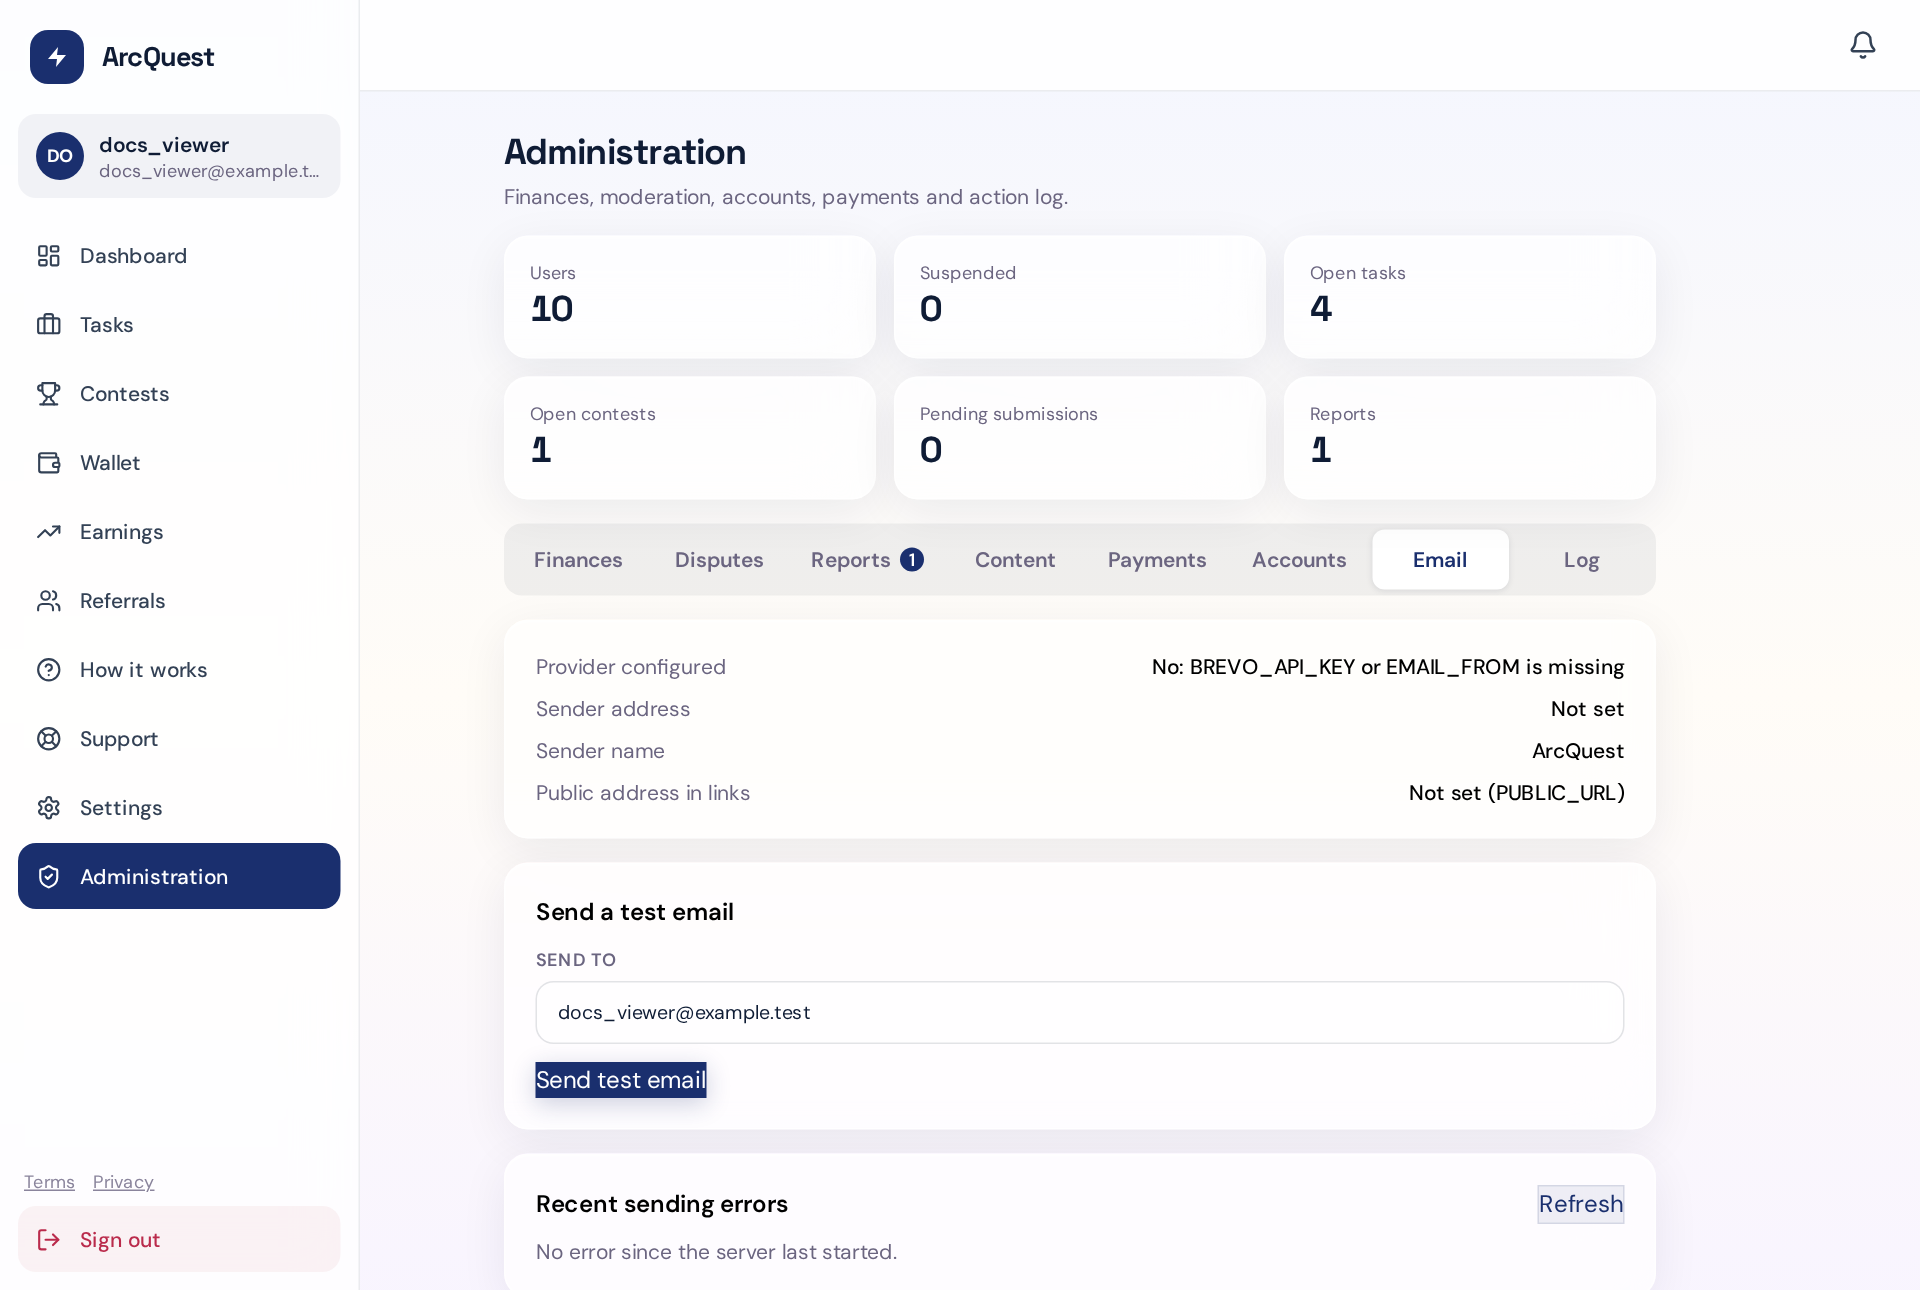 ArcQuest
DO
docs_viewer
docs_viewer@example.t...
Dashboard
Tasks
Contests
Wallet
Earnings
Referrals
How it works
Support
Settings
Administration
Terms Privacy
Sign out
Administration
Finances, moderation, accounts, payments and action log.
Users
10
Suspended
0
Open tasks
4
Open contests
1
Pending submissions
0
Reports
1
Finances Disputes Reports 1 Content Payments Accounts Email Log
Provider configured No: BREVO_API_KEY or EMAIL_FROM is missing
Sender address Not set
Sender name ArcQuest
Public address in links Not set (PUBLIC_URL)
Send a test email
SEND TO
docs_viewer@example.test
Send test email
Recent sending errors Refresh
No error since the server last started.